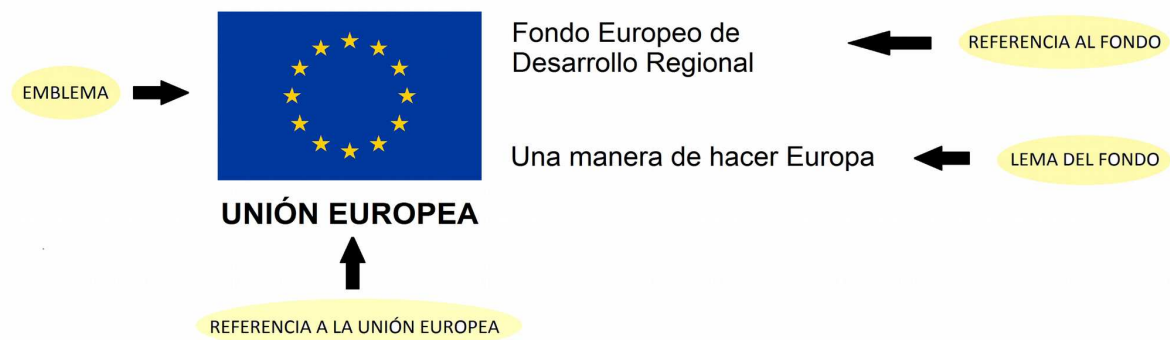 Fondo Europeo de
Desarrollo Regional
REFERENCIA AL FONDO
EMBLEMA
Una manera de hacer Europa
LEMA DEL FONDO
UNIÓN EUROPEA
REFERENCIA A LA UNIÓN EUROPEA